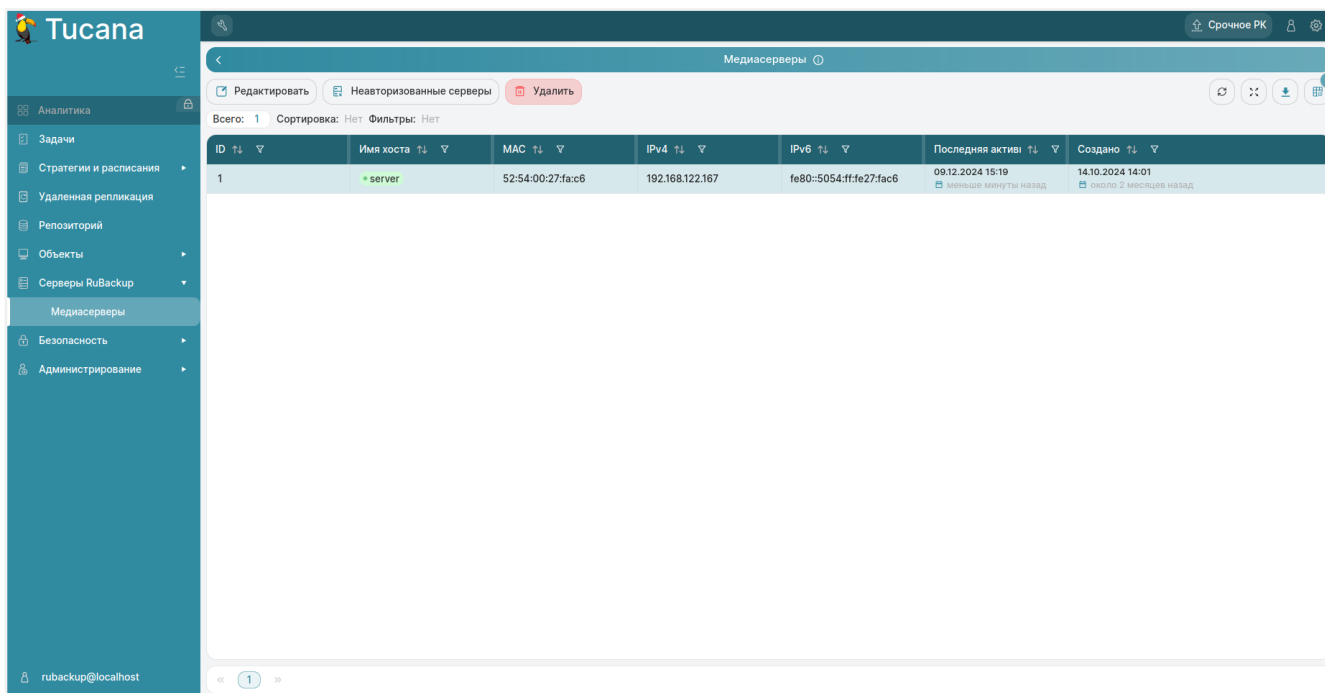 Tucana
Срочное РК
Медиасерверы
Редактировать Неавторизованные серверы Удалить
Всего: 1 Сортировка: Нет Фильтры: Нет
ID Имя хоста MAC IPv4 IPv6 Последняя актив Создано
1 server 52:54:00:27:fa:c6 192.168.122.167 fe80::5054:ff:fe27:fac6 09.12.2024 15:19 14.10.2024 14:01
меньше минуты назад около 2 месяцев назад
Аналитика
Задачи
Стратегии и расписания
Удаленная репликация
Репозиторий
Объекты
Серверы RuBackup
Медиасерверы
Безопасность
Администрирование
rubackup@localhost
« 1 »